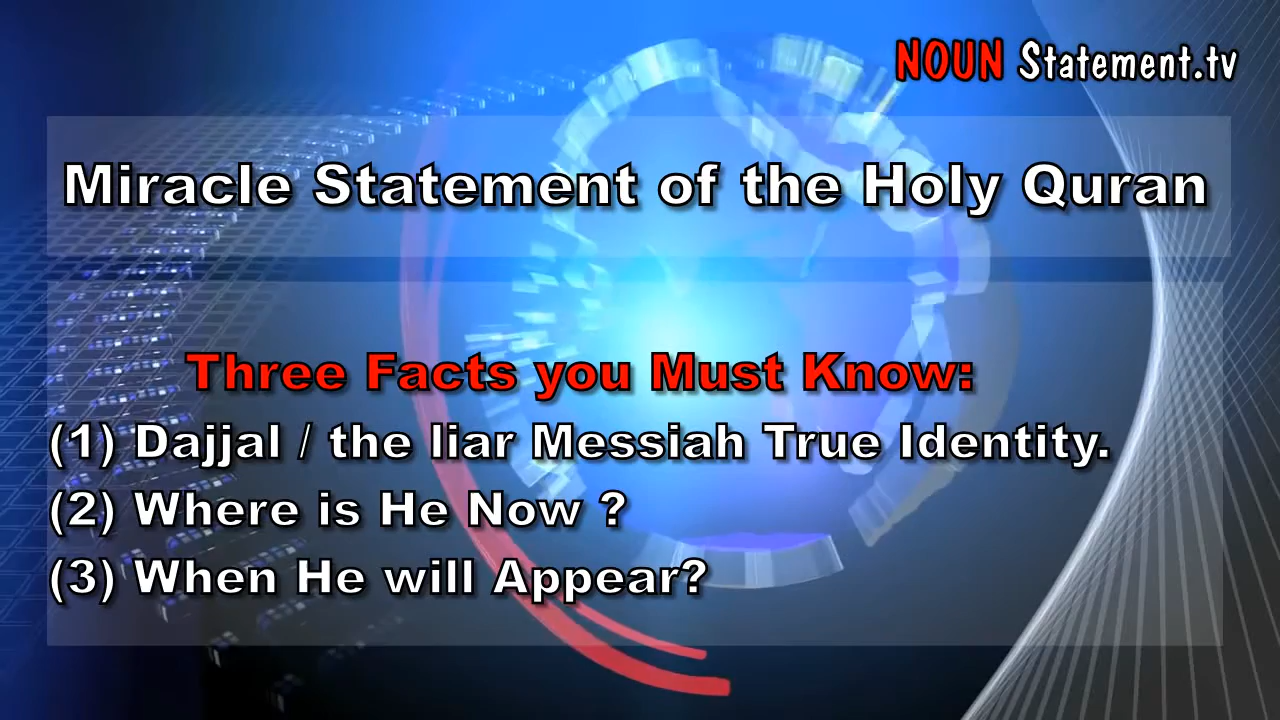 NOUN Statement.tv
Miracle Statement of the Holy Quran
Three Facts you Must Know:
(1) Dajjal / the liar Messiah True Identity.
(2) Where is He Now ?
(3) When He will Appear?